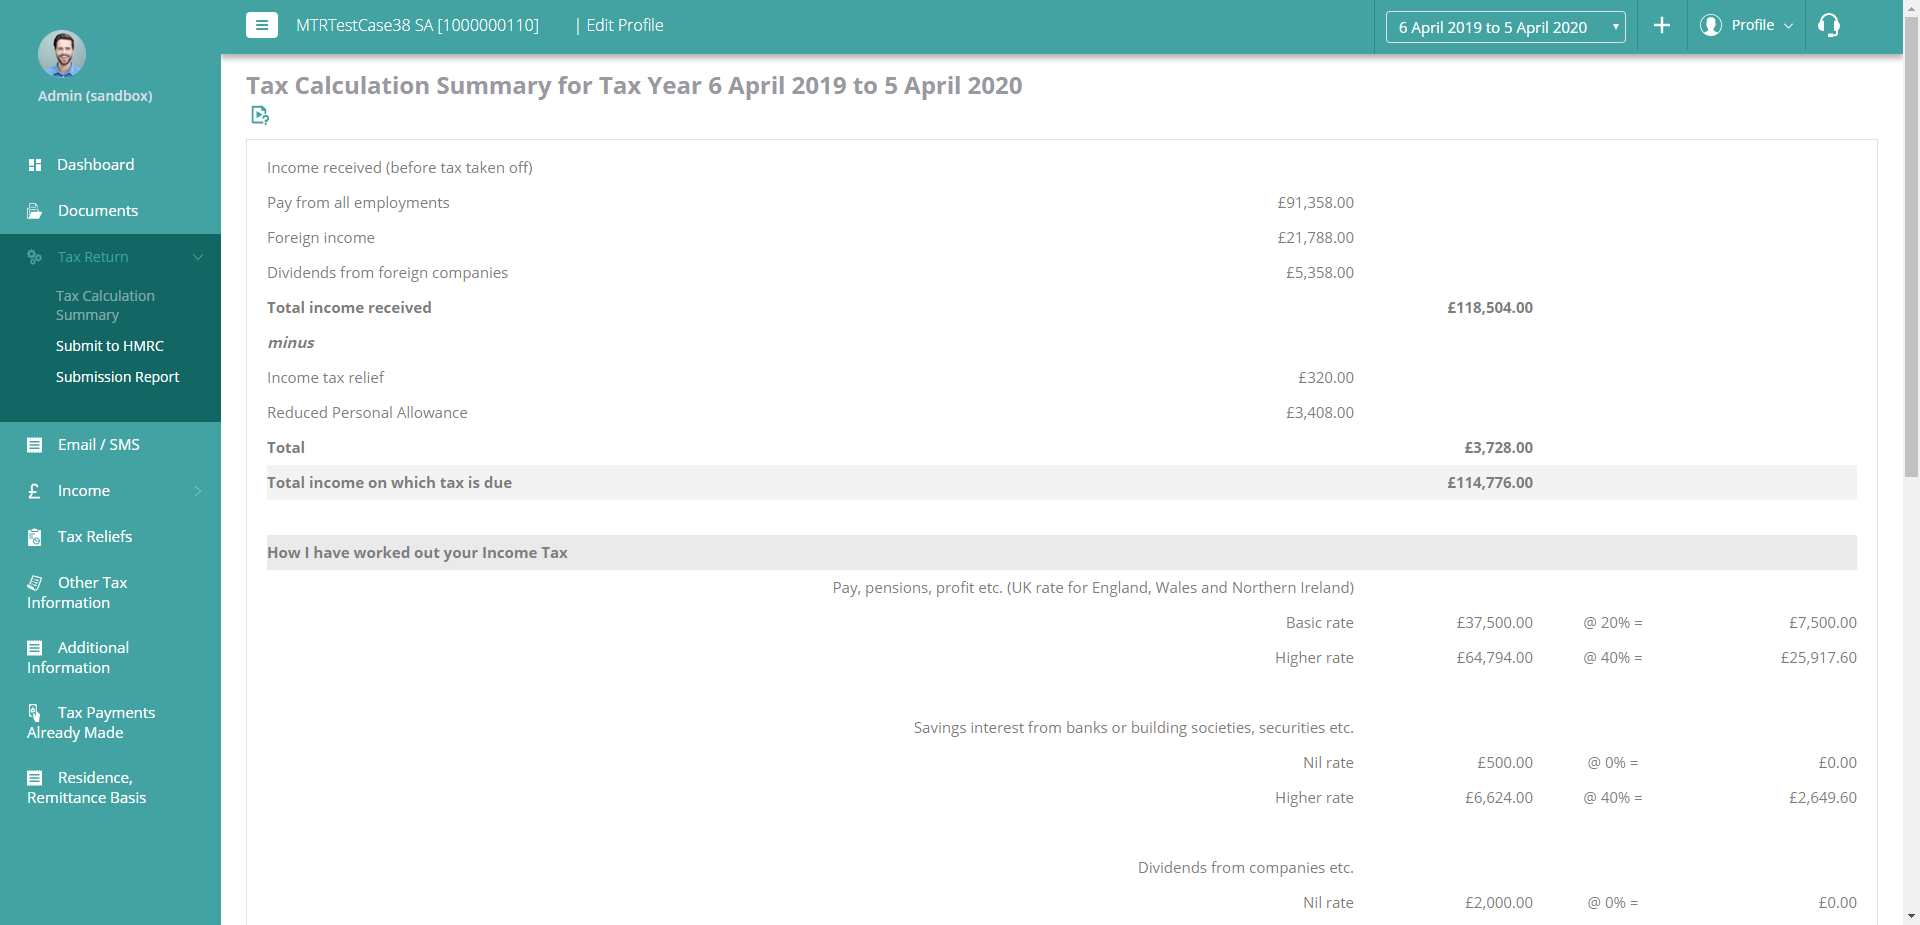 MTRTestCase38 SA [1000000110] | Edit Profile
6 April 2019 to 5 April 2020
Profile
Admin (sandbox)
Dashboard
Documents
Tax Return
Tax Calculation
Summary
Submit to HMRC
Submission Report
Email / SMS
Income
Tax Reliefs
Other Tax
Information
Additional
Information
Tax Payments
Already Made
Residence,
Remittance Basis
Tax Calculation Summary for Tax Year 6 April 2019 to 5 April 2020
Income received (before tax taken off)
Pay from all employments £91,358.00
Foreign income £21,788.00
Dividends from foreign companies £5,358.00
Total income received £118,504.00
minus
Income tax relief £320.00
Reduced Personal Allowance £3,408.00
Total £3,728.00
Total income on which tax is due £114,776.00
How I have worked out your Income Tax
Pay, pensions, profit etc. (UK rate for England, Wales and Northern Ireland)
Basic rate £37,500.00 @ 20% = £7,500.00
Higher rate £64,794.00 @ 40% = £25,917.60
Savings interest from banks or building societies, securities etc.
Nil rate £500.00 @ 0% = £0.00
Higher rate £6,624.00 @ 40% = £2,649.60
Dividends from companies etc.
Nil rate £2,000.00 @ 0% = £0.00